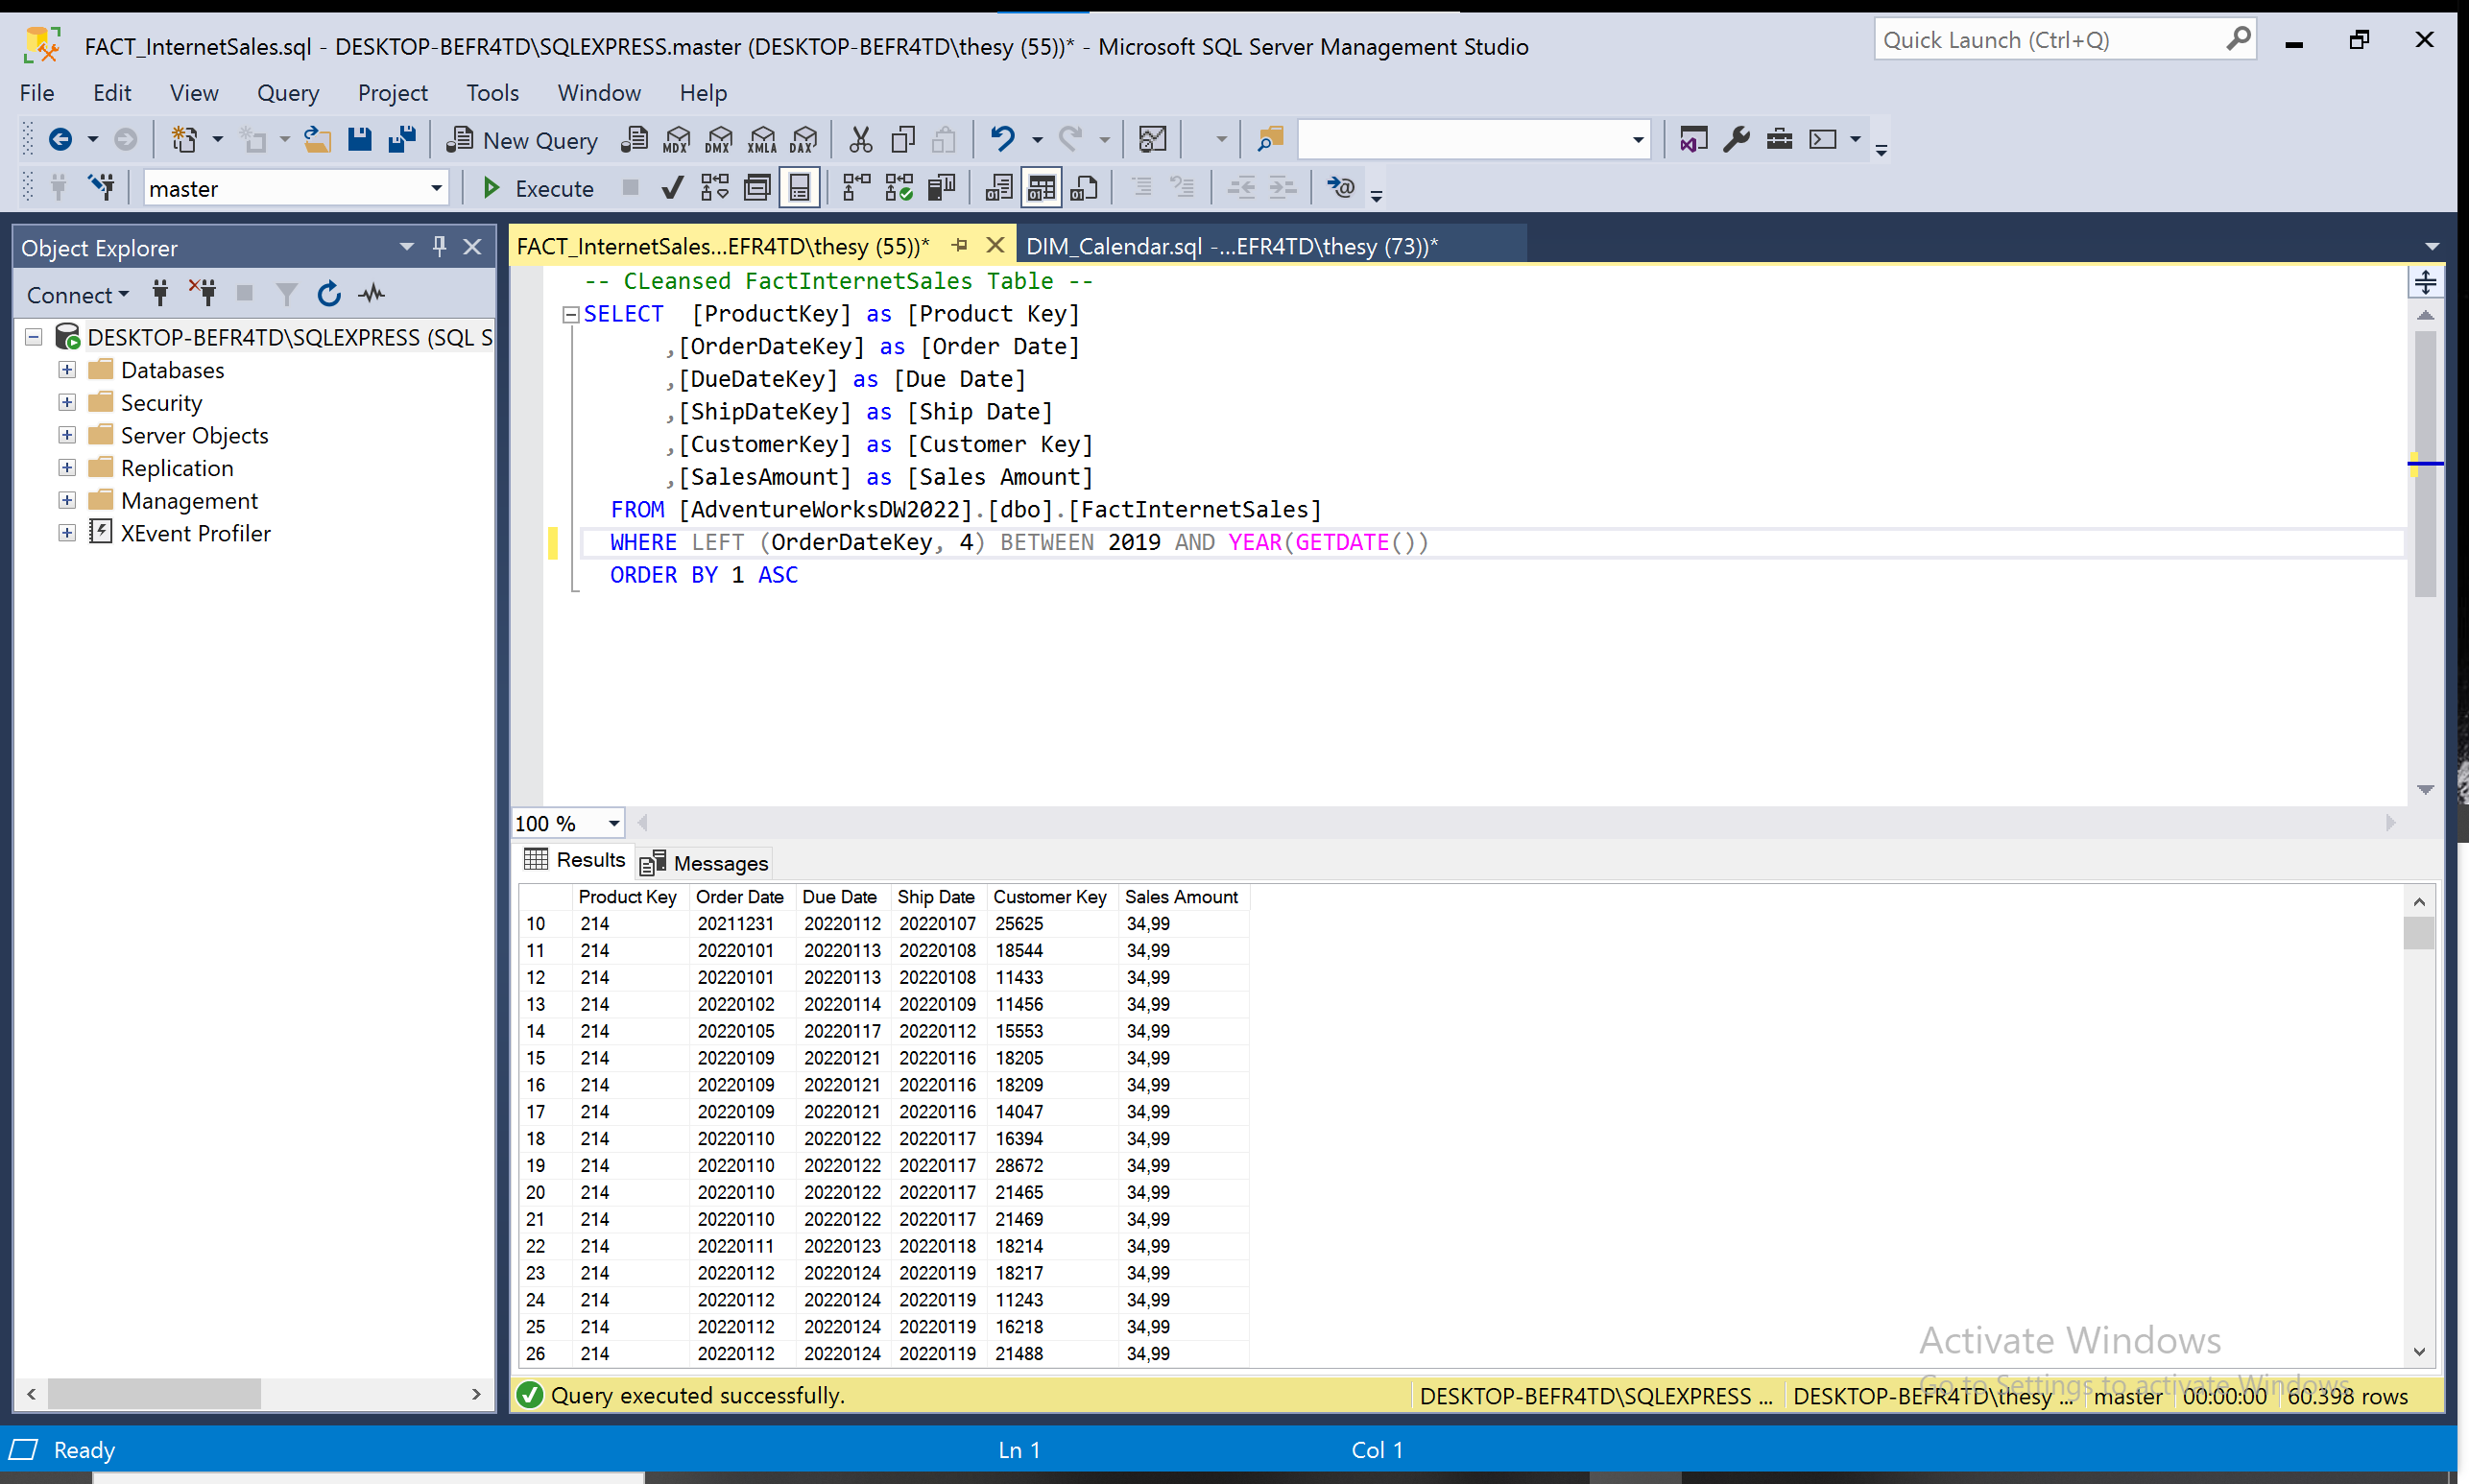 FACT_InternetSales.sql - DESKTOP-BEFR4TD\SQLEXPRESS.master (DESKTOP-BEFR4TD\thesy (55))* - Microsoft SQL Server Management Studio
Quick Launch (Ctrl+Q)
File Edit View Query Project Tools Window Help
New Query MDX DMX XMLA DAX
master Execute
Object Explorer
Connect
DESKTOP-BEFR4TD\SQLEXPRESS (SQL S
Databases
Security
Server Objects
Replication
Management
XEvent Profiler
FACT_InternetSales...EFR4TD\thesy (55))* DIM_Calendar.sql -...EFR4TD\thesy (73))*
-- CLeansed FactInternetSales Table --
SELECT [ProductKey] as [Product Key]
,[OrderDateKey] as [Order Date]
,[DueDateKey] as [Due Date]
,[ShipDateKey] as [Ship Date]
,[CustomerKey] as [Customer Key]
,[SalesAmount] as [Sales Amount]
FROM [AdventureWorksDW2022].[dbo].[FactInternetSales]
WHERE LEFT (OrderDateKey, 4) BETWEEN 2019 AND YEAR(GETDATE())
ORDER BY 1 ASC
100 %
Results Messages
Product Key Order Date Due Date Ship Date Customer Key Sales Amount
10 214 20211231 20220112 20220107 25625 34,99
11 214 20220101 20220113 20220108 18544 34,99
12 214 20220101 20220113 20220108 11433 34,99
13 214 20220102 20220114 20220109 11456 34,99
14 214 20220105 20220117 20220112 15553 34,99
15 214 20220109 20220121 20220116 18205 34,99
16 214 20220109 20220121 20220116 18209 34,99
17 214 20220109 20220121 20220116 14047 34,99
18 214 20220110 20220122 20220117 16394 34,99
19 214 20220110 20220122 20220117 28672 34,99
20 214 20220110 20220122 20220117 21465 34,99
21 214 20220110 20220122 20220117 21469 34,99
22 214 20220111 20220123 20220118 18214 34,99
23 214 20220112 20220124 20220119 18217 34,99
24 214 20220112 20220124 20220119 11243 34,99
25 214 20220112 20220124 20220119 16218 34,99
26 214 20220112 20220124 20220119 21488 34,99
Activate Windows
Go to Settings to activate Windows.
Query executed successfully. DESKTOP-BEFR4TD\SQLEXPRESS ... DESKTOP-BEFR4TD\thesy ... master 00:00:00 60.398 rows
Ready Ln 1 Col 1